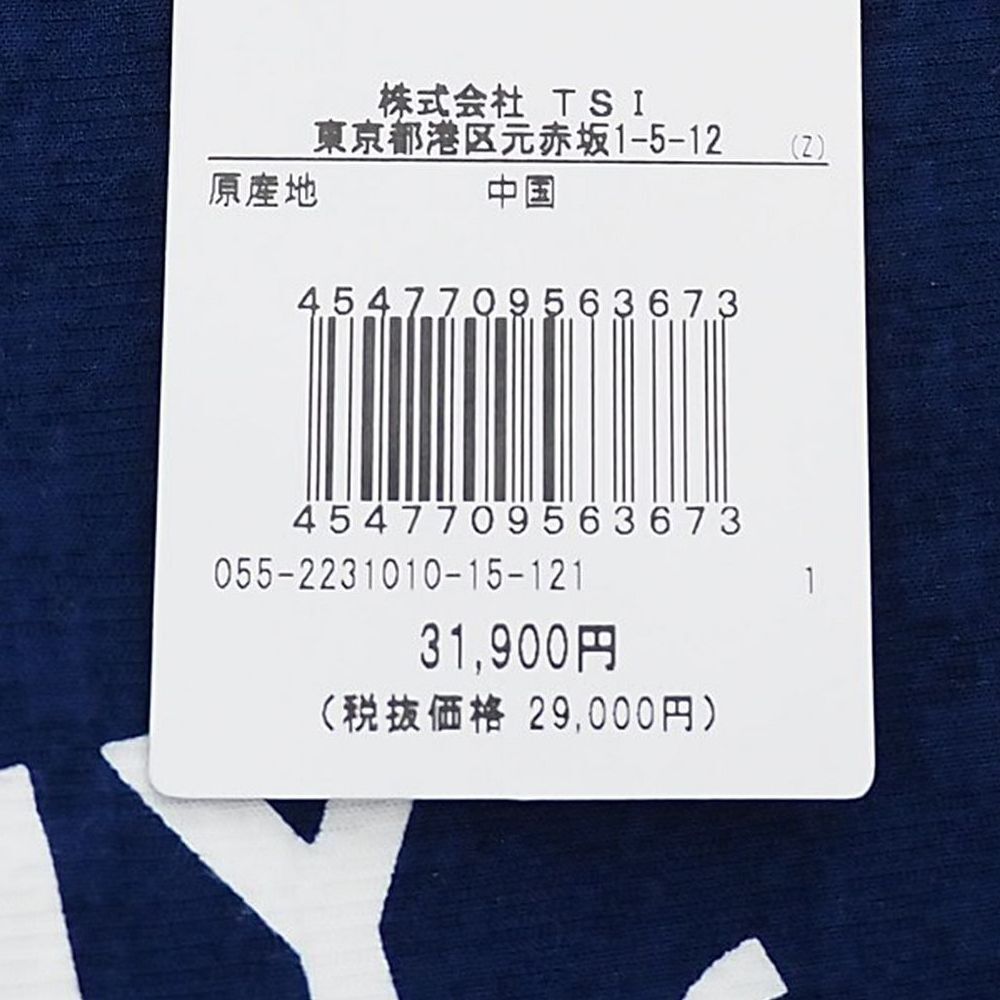 株式会社 TSI
東京都港区元赤坂1-5-12 (Z)
原産地 中国
4547709563673
4547709563673
055-2231010-15-121 1
31,900円
(税抜価格 29,000円)